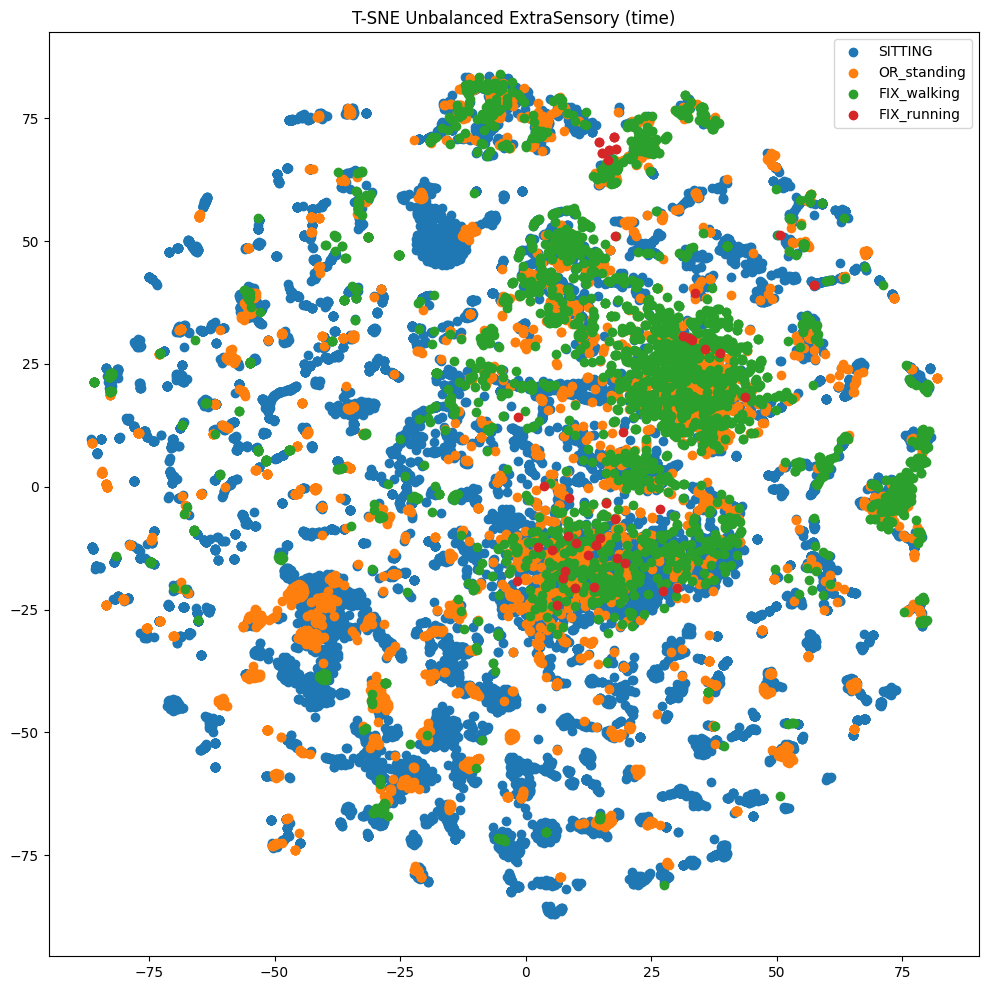 T-SNE Unbalanced ExtraSensory (time)
SITTING
OR_standing
FIX_walking
FIX_running
75
50
25
0
−25
−50
−75
−75 −50 −25 0 25 50 75